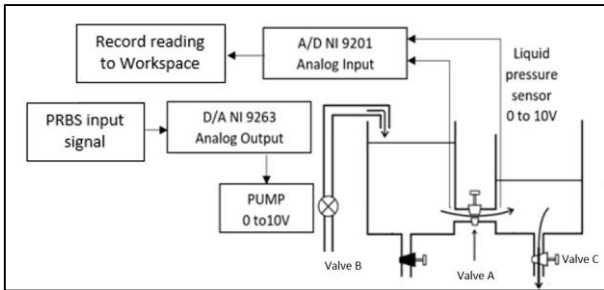 Record reading
to Workspace
A/D NI 9201
Analog Input
Liquid
pressure
sensor
0 to 10V
PRBS input
signal
D/A NI 9263
Analog Output
PUMP
0 to10V
Valve B
Valve A
Valve C